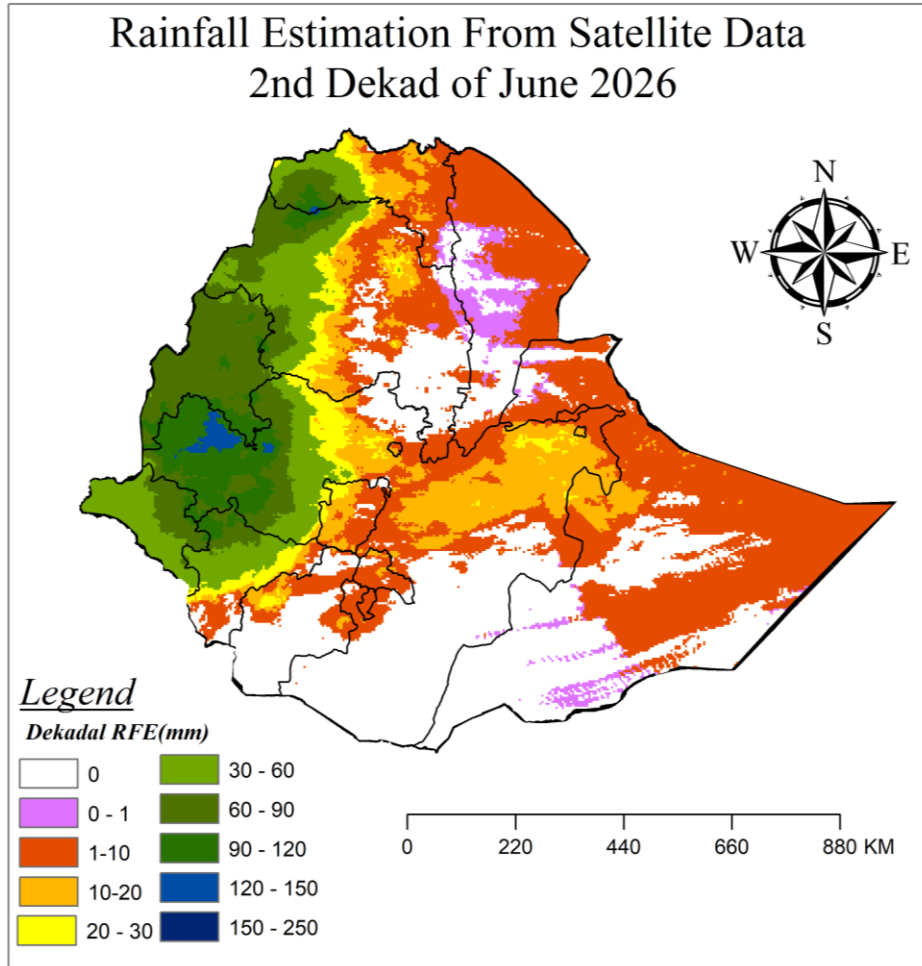 Rainfall Estimation From Satellite Data
2nd Dekad of June 2026
N
W E
S
Legend
Dekadal RFE(mm)
0
0 - 1
1-10
10-20
20 - 30
30 - 60
60 - 90
90 - 120
120 - 150
150 - 250
0 220 440 660 880 KM